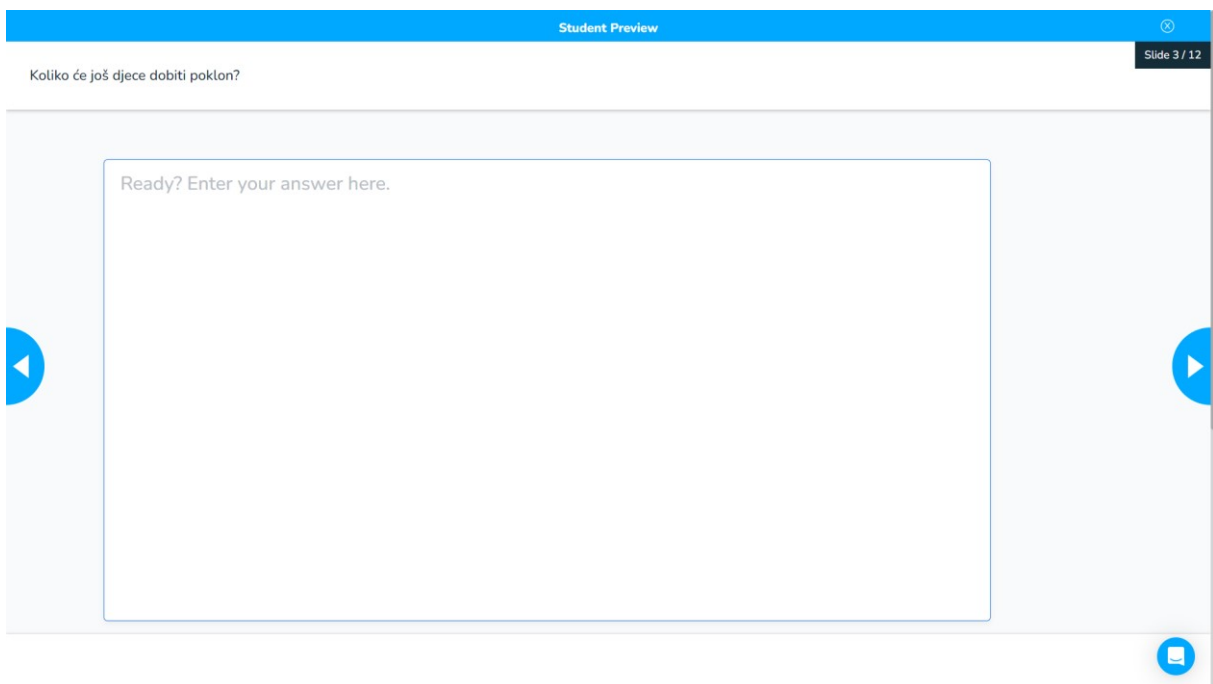 Student Preview
Slide 3 / 12
Koliko će još djece dobiti poklon?
Ready? Enter your answer here.